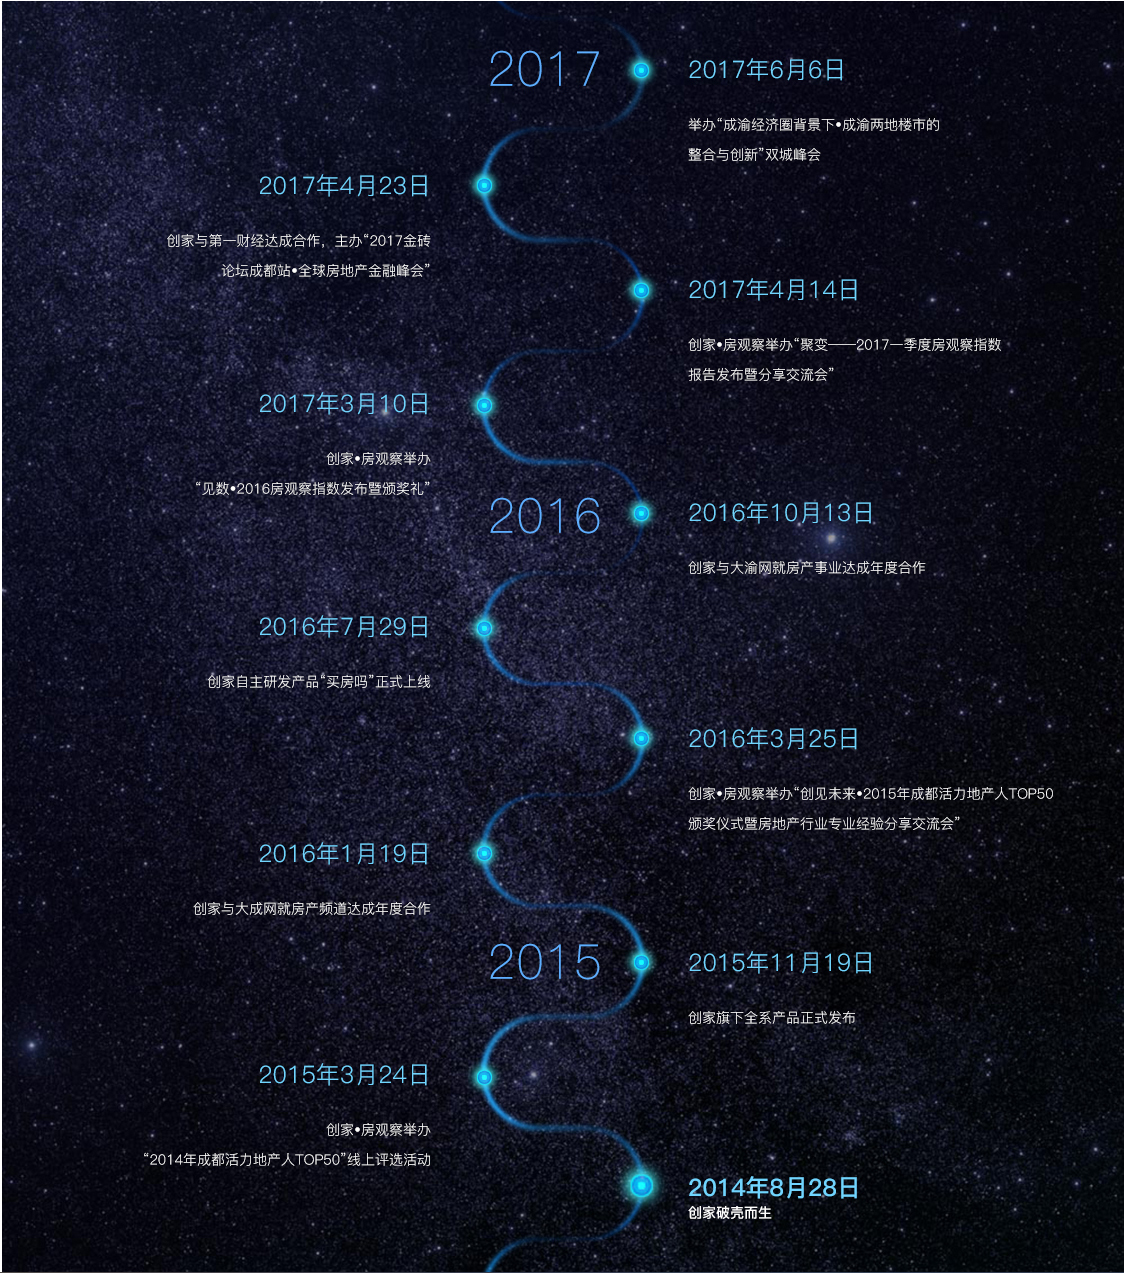 2017
2017年6月6日
举办“成渝经济圈背景下•成渝两地楼市的
整合与创新”双城峰会
2017年4月23日
创家与第一财经达成合作，主办“2017金砖
论坛成都站•全球房地产金融峰会”
2017年4月14日
创家•房观察举办“聚变——2017一季度房观察指数
报告发布暨分享交流会”
2017年3月10日
创家•房观察举办
“见数•2016房观察指数发布暨颁奖礼”
2016
2016年10月13日
创家与大渝网就房产事业达成年度合作
2016年7月29日
创家自主研发产品“买房吗”正式上线
2016年3月25日
创家•房观察举办“创见未来•2015年成都活力地产人TOP50
颁奖仪式暨房地产行业专业经验分享交流会”
2016年1月19日
创家与大成网就房产频道达成年度合作
2015
2015年11月19日
创家旗下全系产品正式发布
2015年3月24日
创家•房观察举办
“2014年成都活力地产人TOP50”线上评选活动
2014年8月28日
创家破壳而生